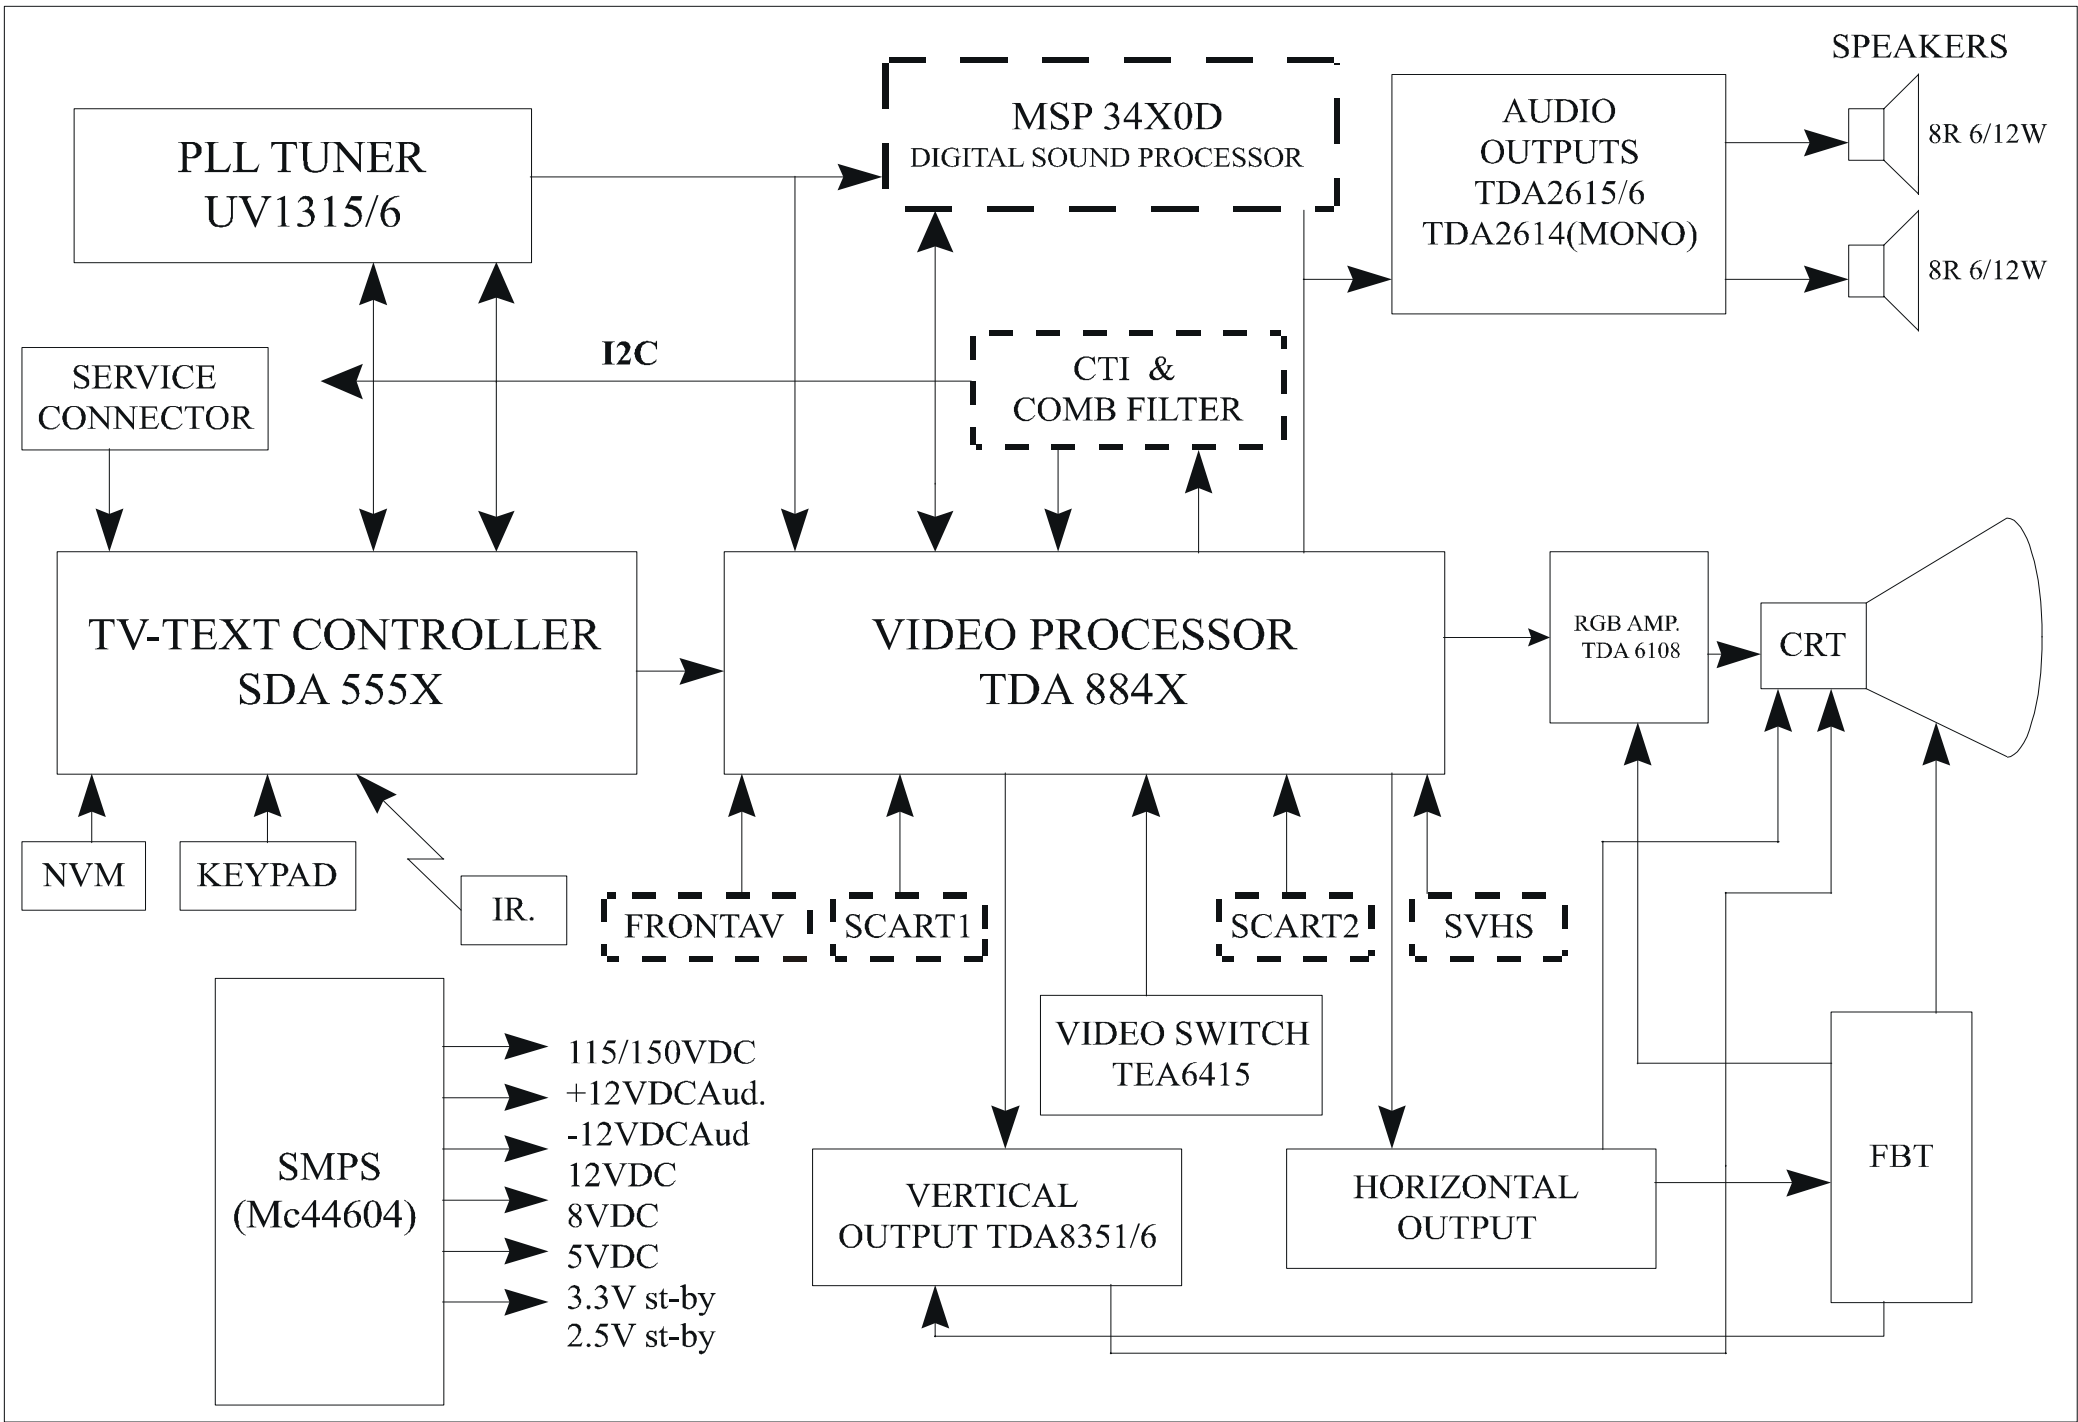 SPEAKERS
MSP 34X0D
DIGITAL SOUND PROCESSOR
AUDIO
OUTPUTS
TDA2615/6
TDA2614(MONO)
8R 6/12W
8R 6/12W
PLL TUNER
UV1315/6
I2C
SERVICE
CONNECTOR
CTI &
COMB FILTER
TV-TEXT CONTROLLER
SDA 555X
VIDEO PROCESSOR
TDA 884X
RGB AMP.
TDA 6108
CRT
NVM
KEYPAD
IR.
FRONTAV
SCART1
SCART2
SVHS
VIDEO SWITCH
TEA6415
SMPS
(Mc44604)
115/150VDC
+12VDCAud.
-12VDCAud
12VDC
8VDC
5VDC
3.3V st-by
2.5V st-by
VERTICAL
OUTPUT TDA8351/6
HORIZONTAL
OUTPUT
FBT